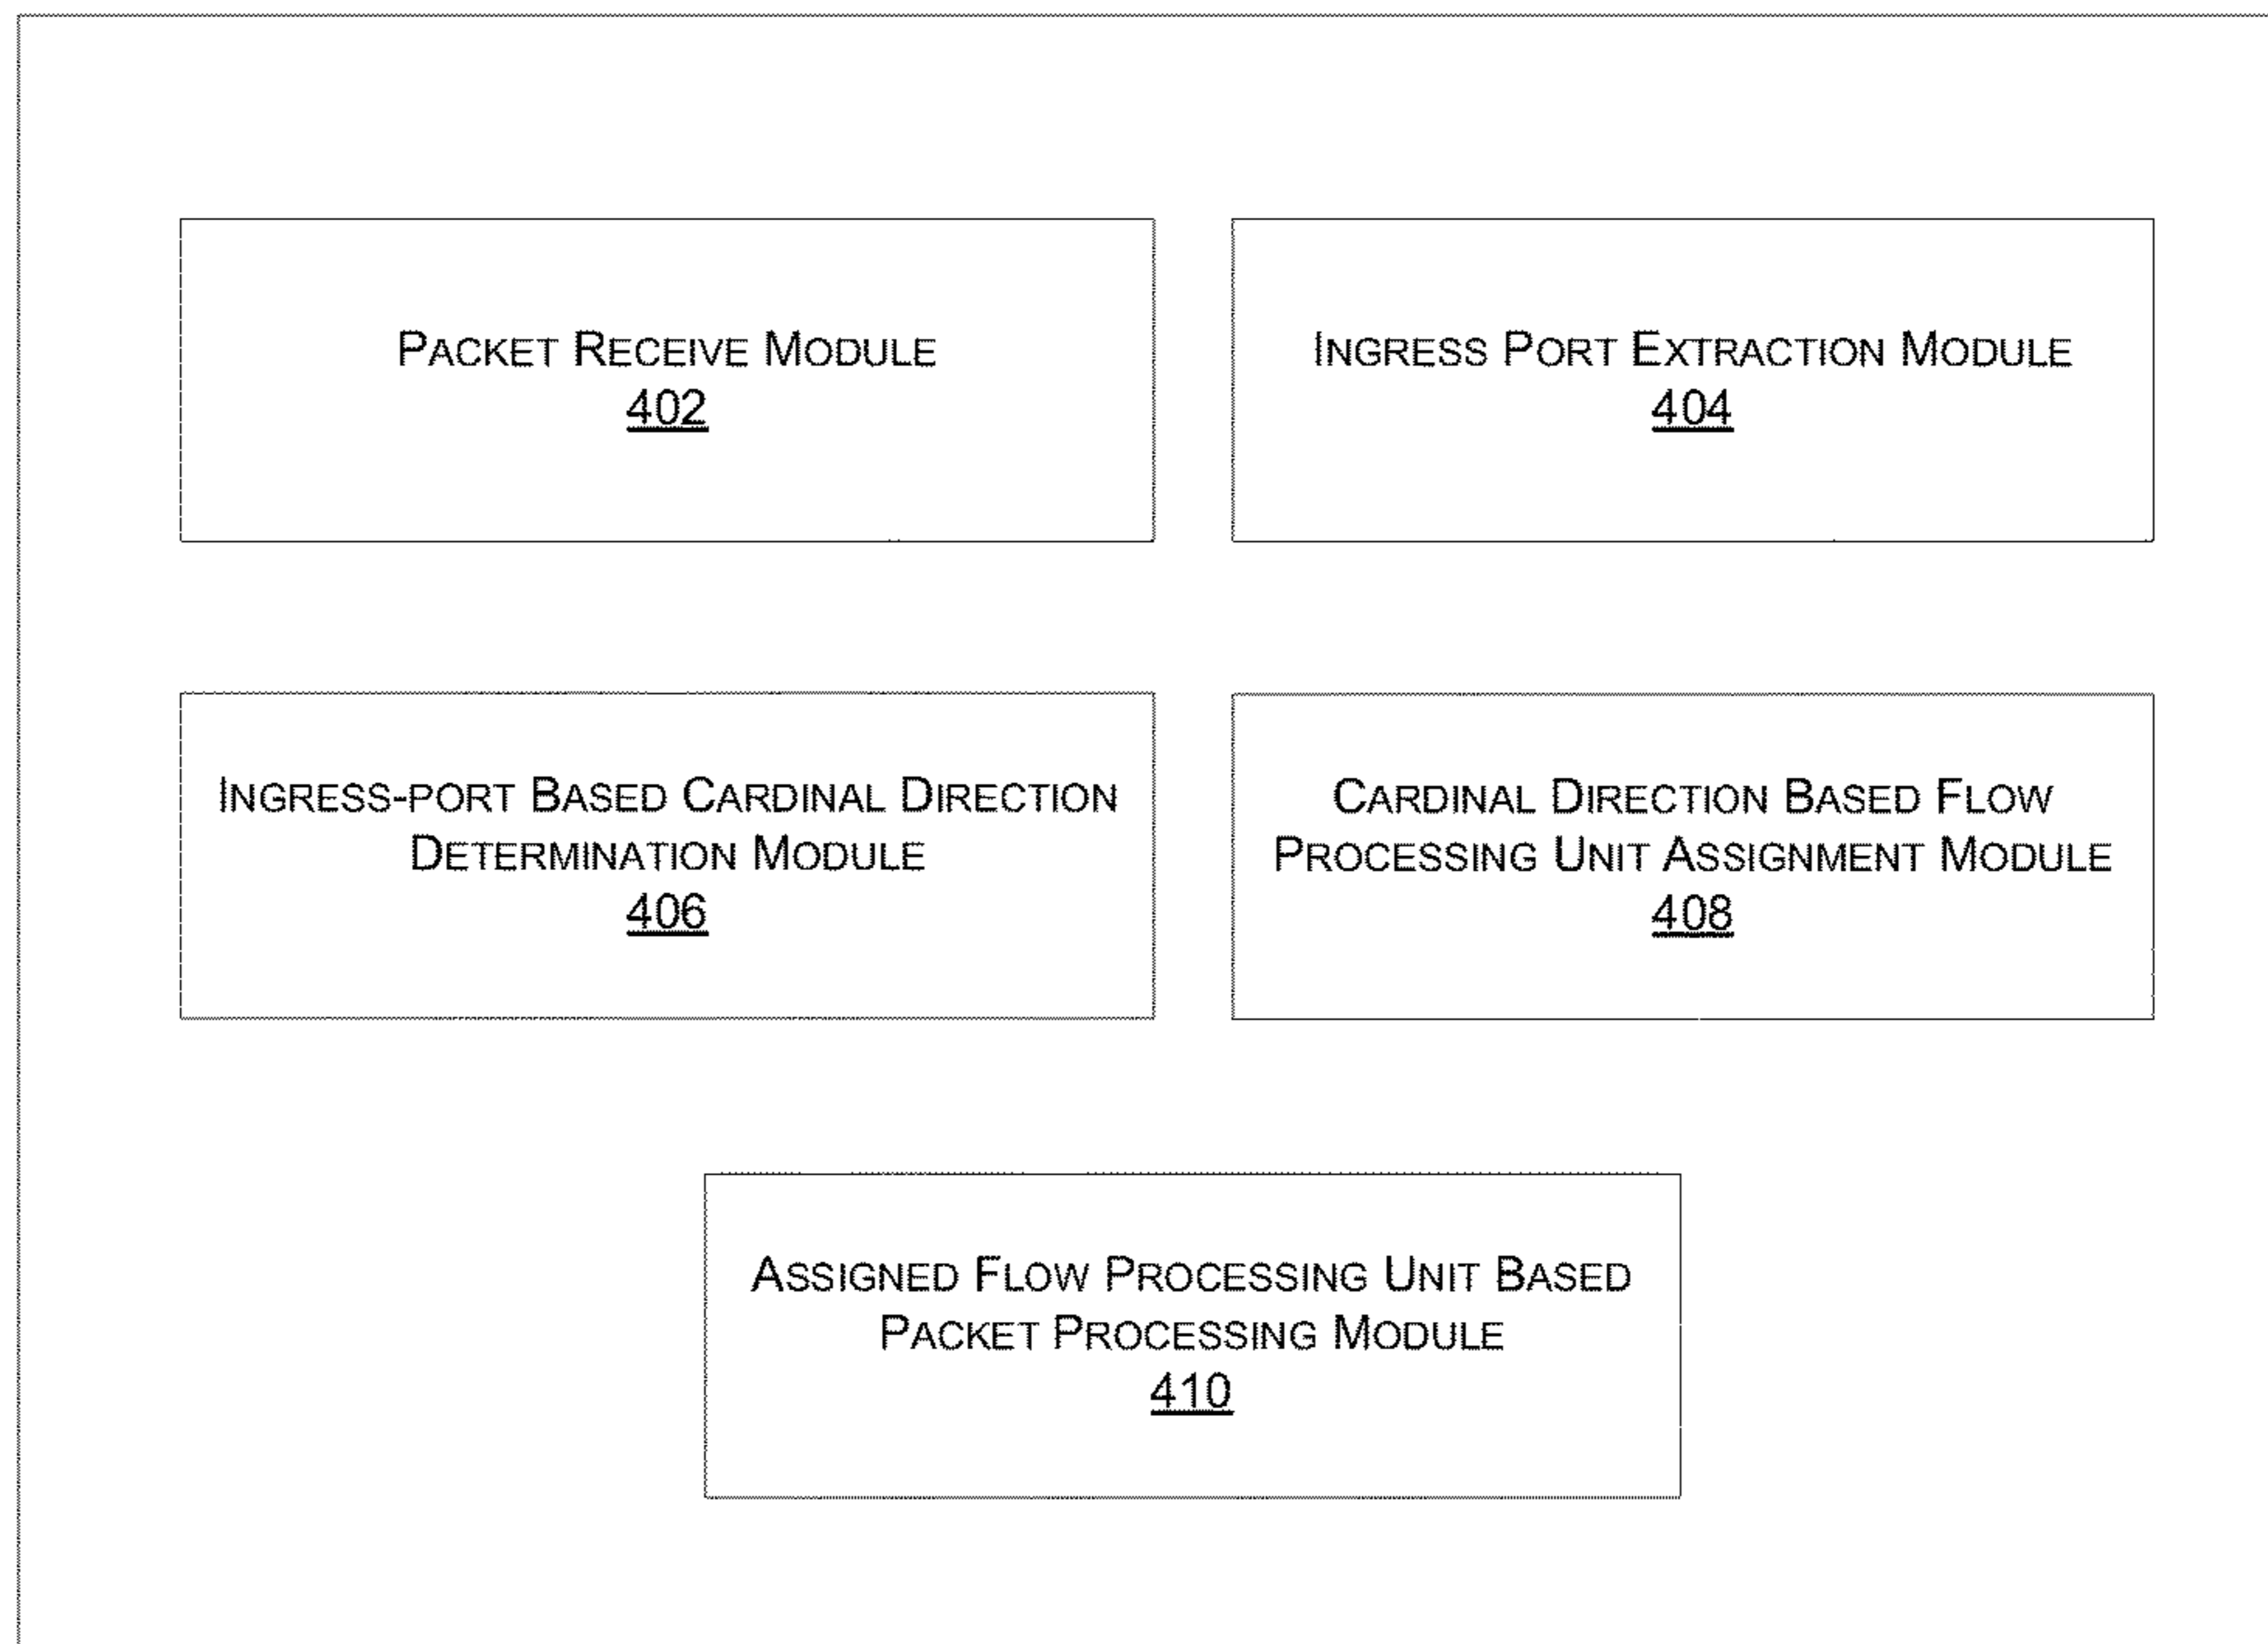 PACKET RECEIVE MODULE
402
INGRESS PORT EXTRACTION MODULE
404
INGRESS-PORT BASED CARDINAL DIRECTION
DETERMINATION MODULE
406
CARDINAL DIRECTION BASED FLOW
PROCESSING UNIT ASSIGNMENT MODULE
408
ASSIGNED FLOW PROCESSING UNIT BASED
PACKET PROCESSING MODULE
410